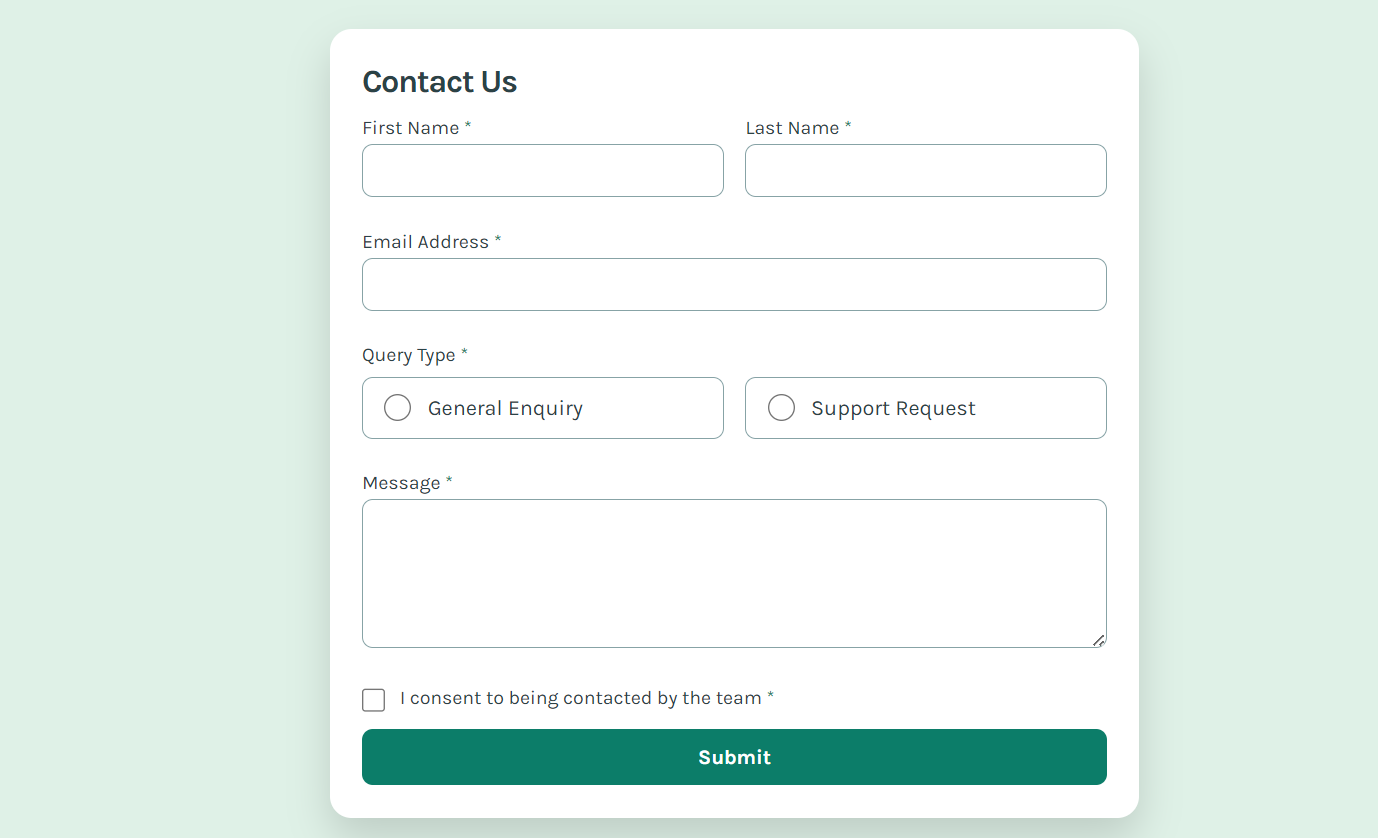 Contact Us
First Name * Last Name *
Email Address *
Query Type *
General Enquiry Support Request
Message *
I consent to being contacted by the team *
Submit